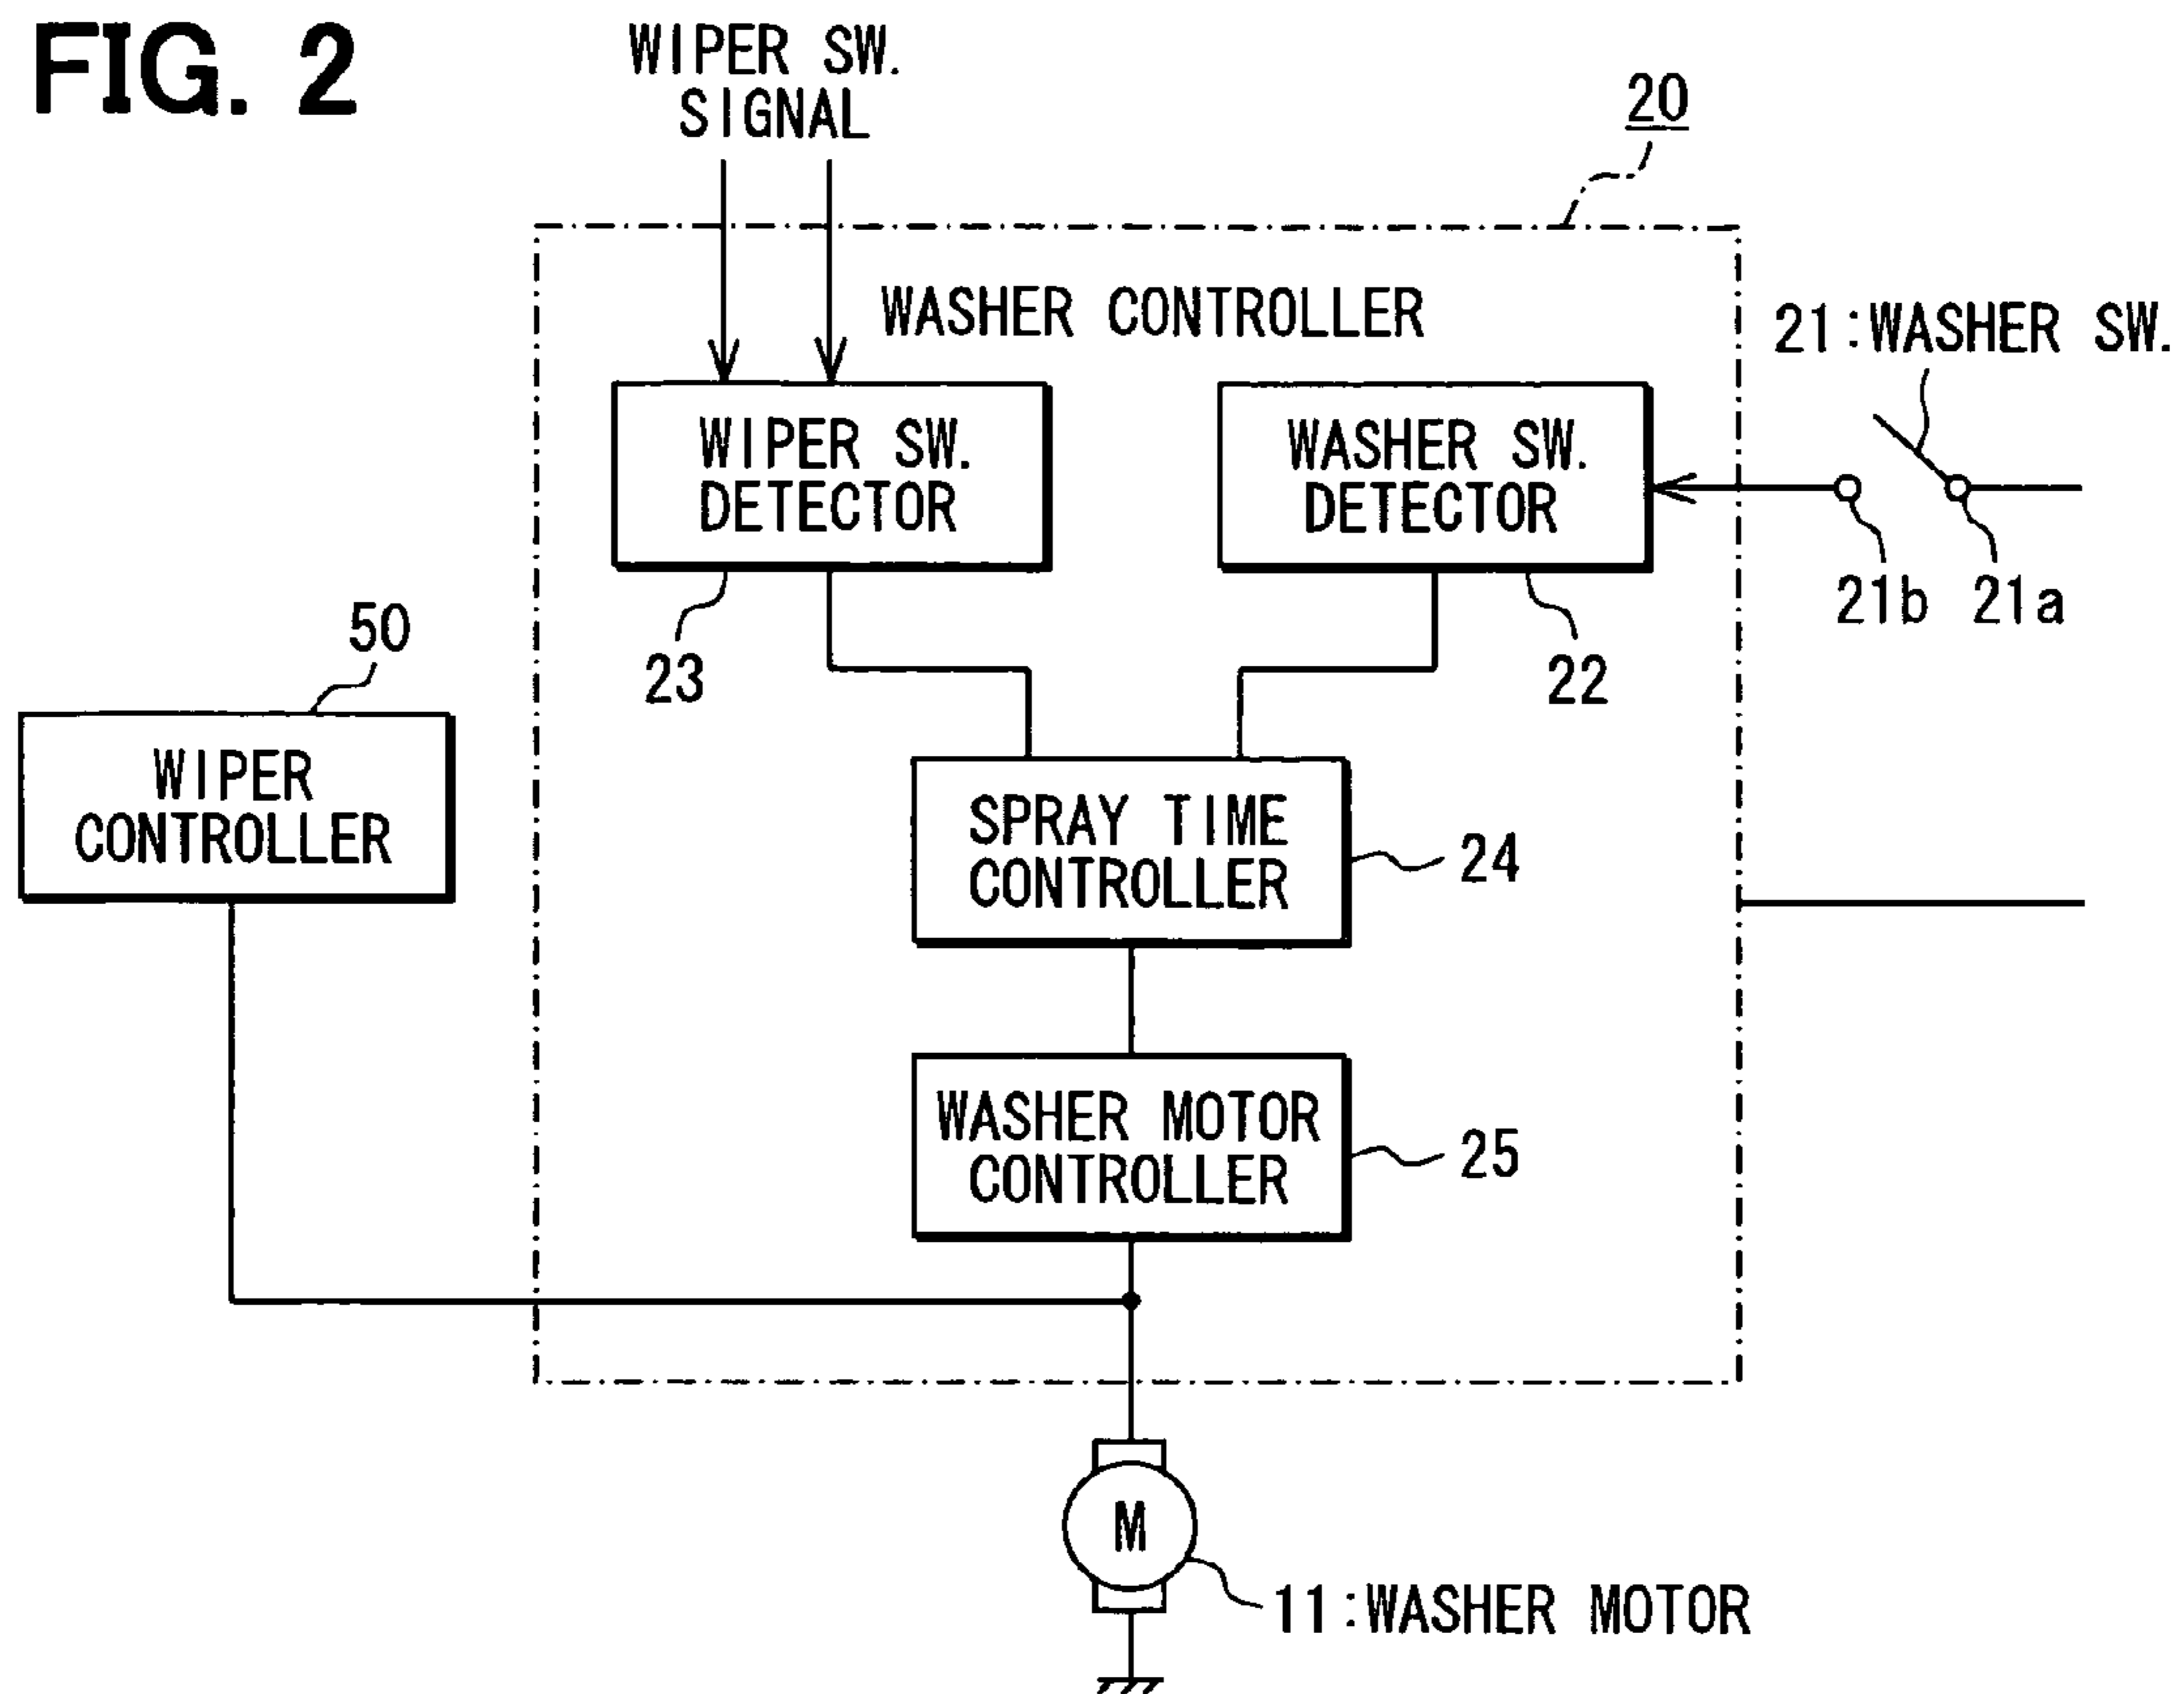 FIG. 2
WIPER SW.
SIGNAL
20
WASHER CONTROLLER
21:WASHER SW.
WIPER SW.
DETECTOR
WASHER SW.
DETECTOR
21b
21a
23
22
50
WIPER
CONTROLLER
SPRAY TIME
CONTROLLER
24
WASHER MOTOR
CONTROLLER
25
M
11:WASHER MOTOR